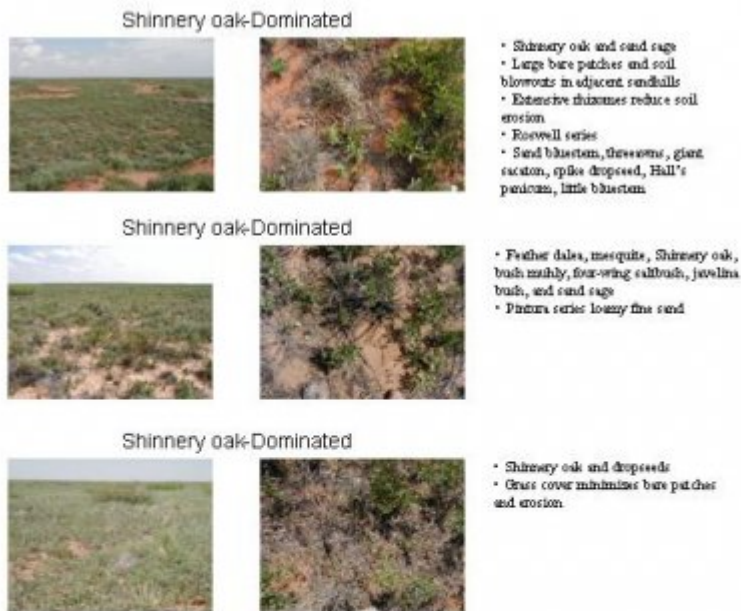 Shinnery oak-Dominated
• Shinnery oak and sand sage
• Large bare patches and soil
blowouts in adjacent sandhills
• Extensive rhizomes reduce soil
erosion
• Roswell series
• Sand bluestem, threeawns, giant
sacaton, spike dropseed, Hall's
panicum, little bluestem
Shinnery oak-Dominated
• Feather dalea, mesquite, Shinnery oak,
bush muhly, four-wing saltbush, javelina
bush, and sand sage
• Pintura series loamy fine sand
Shinnery oak-Dominated
• Shinnery oak and dropseeds
• Grass cover minimizes bare patches
and erosion